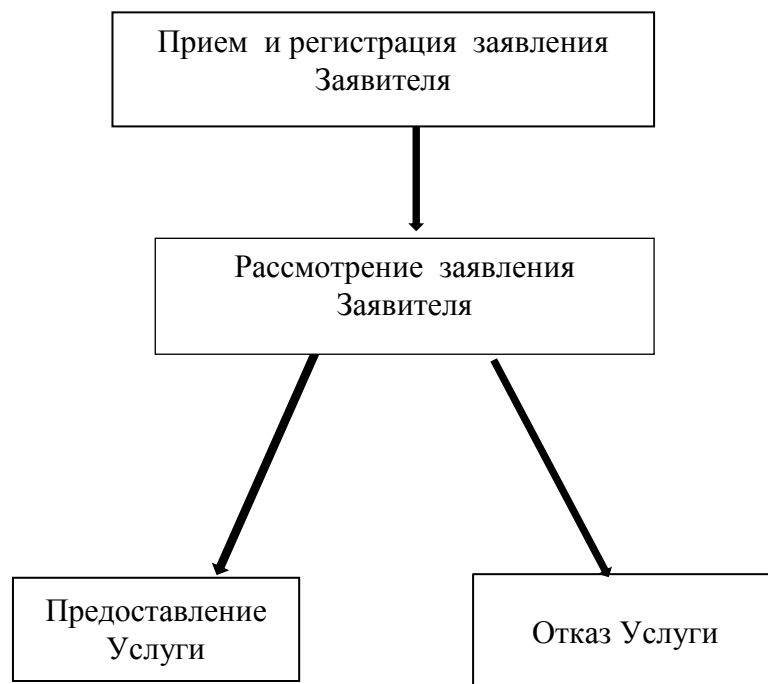 Прием и регистрация заявления
Заявителя
Рассмотрение заявления
Заявителя
Предоставление
Услуги
Отказ Услуги